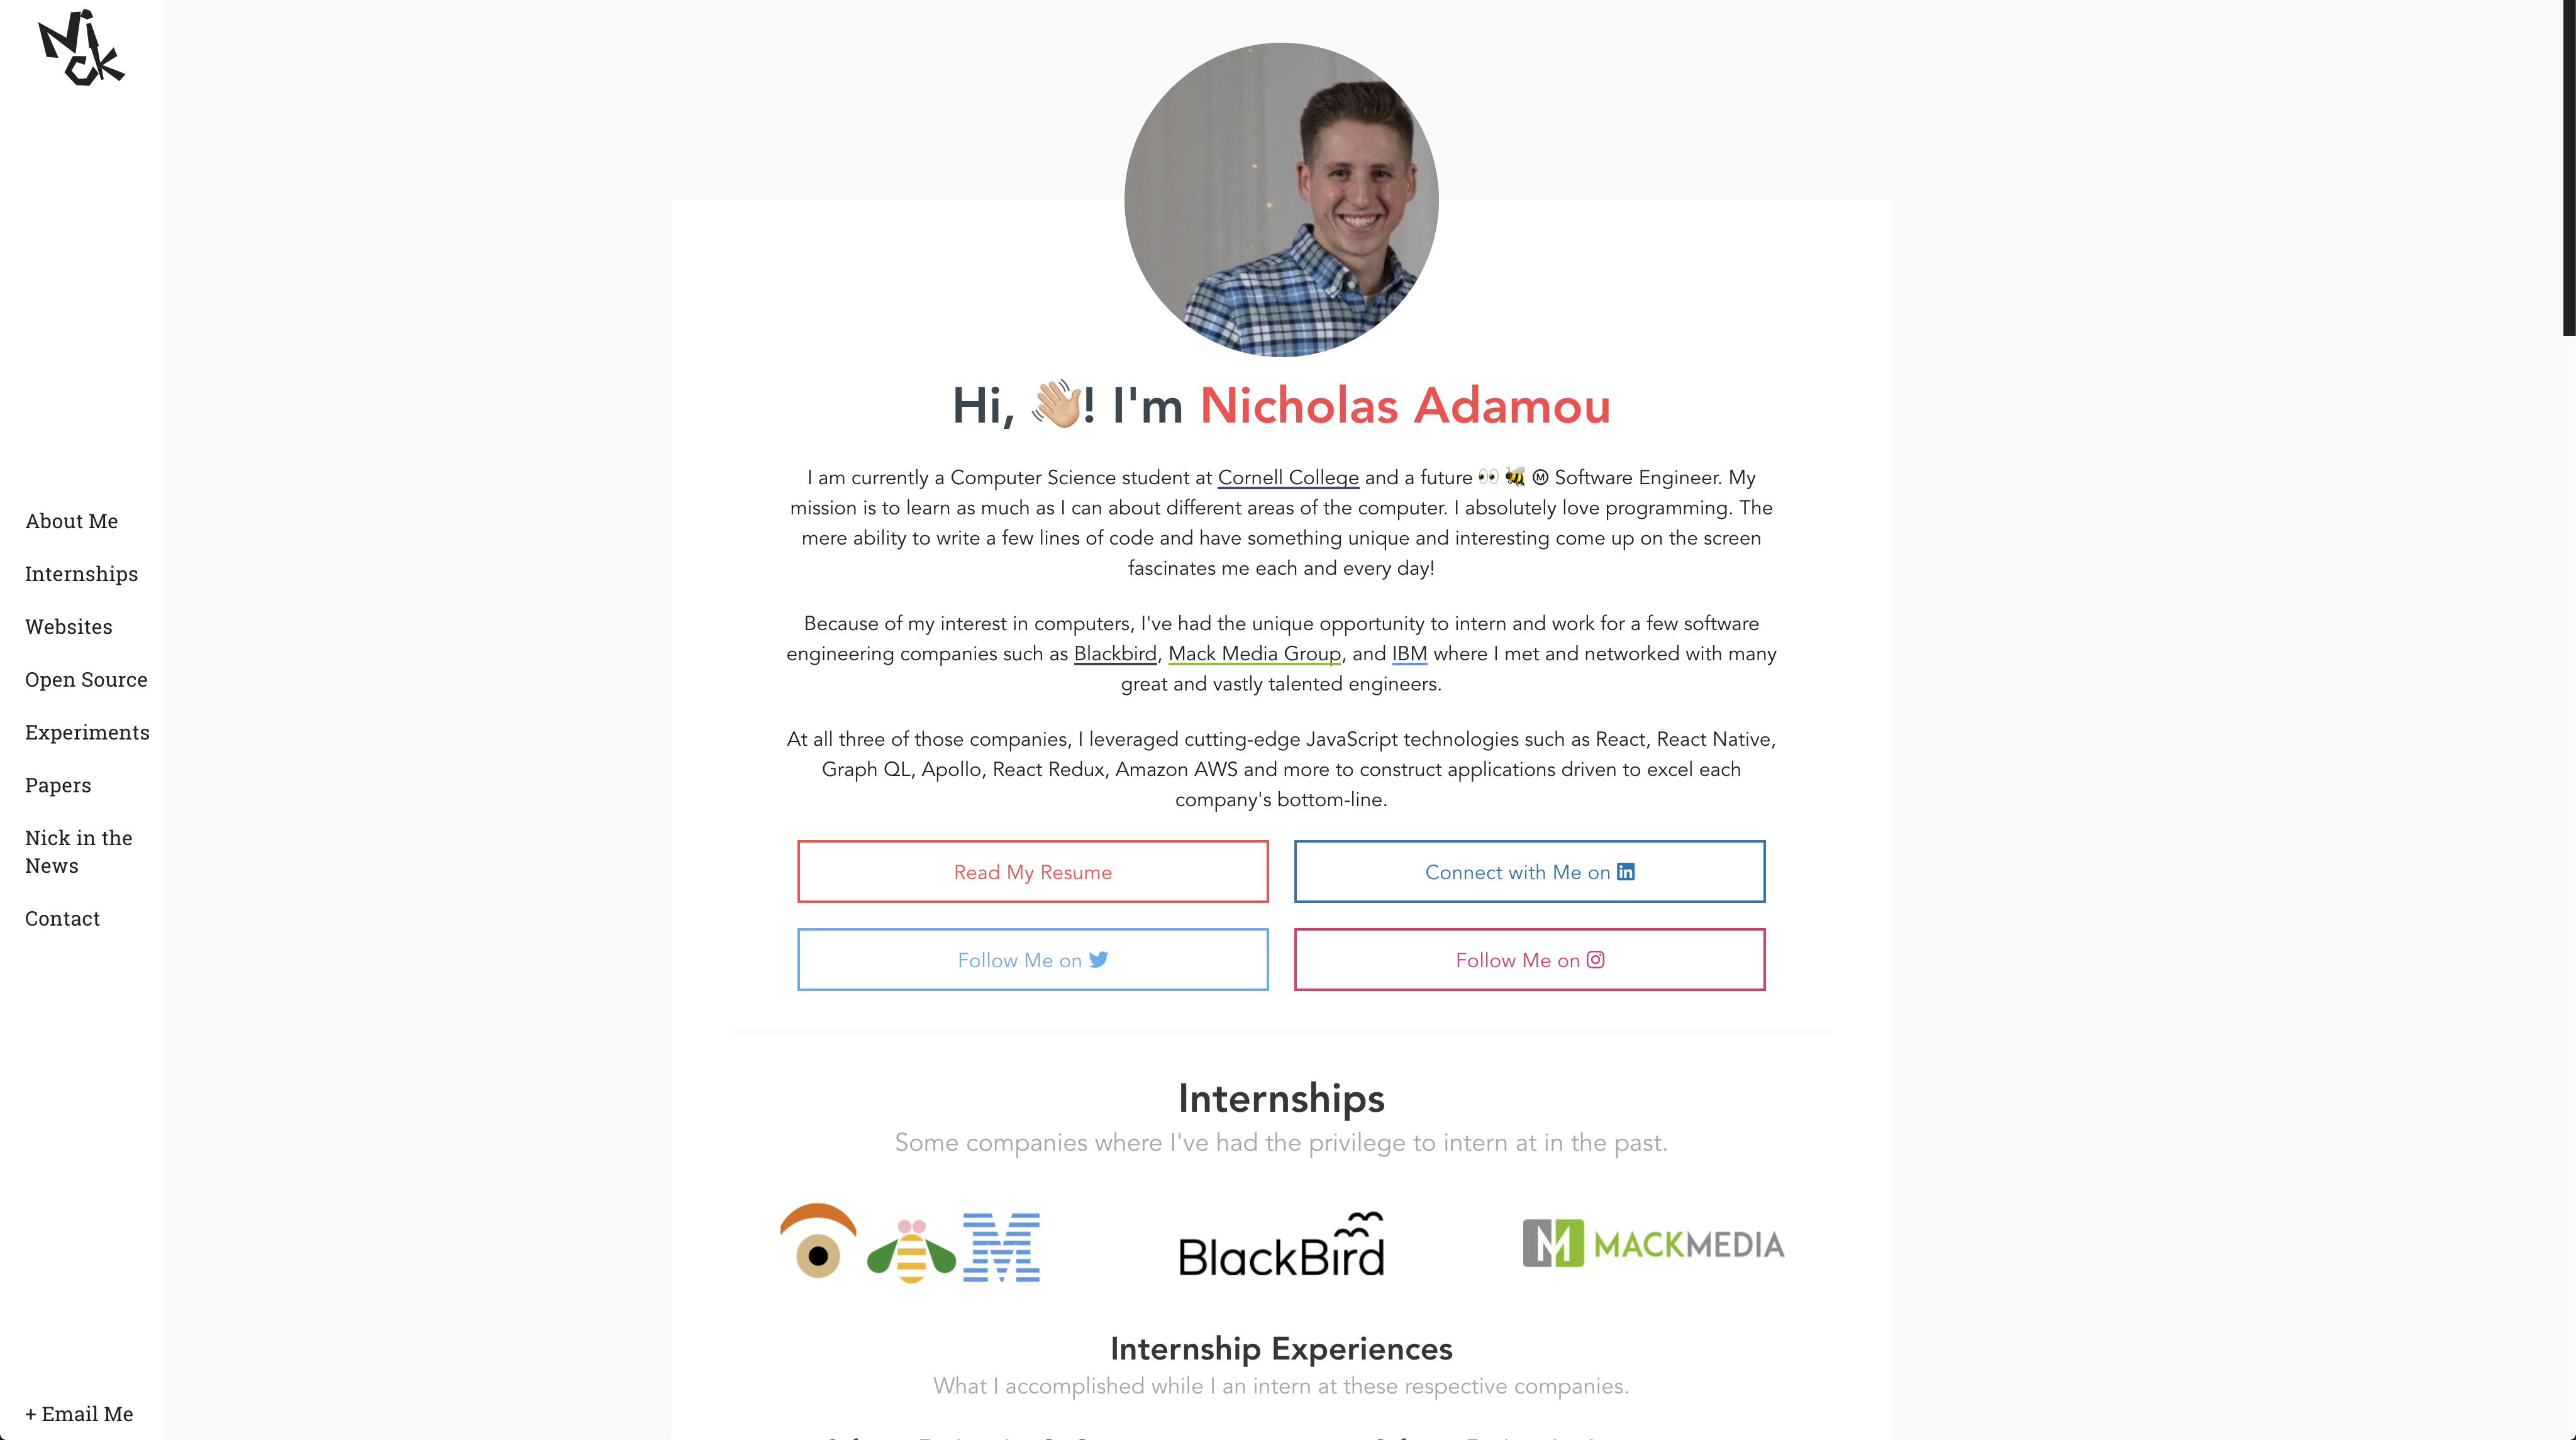 Nick
About Me
Internships
Websites
Open Source
Experiments
Papers
Nick in the
News
Contact
+ Email Me
Hi, 👋🏼! I'm Nicholas Adamou
I am currently a Computer Science student at Cornell College and a future 👀 🐝 Ⓜ Software Engineer. My
mission is to learn as much as I can about different areas of the computer. I absolutely love programming. The
mere ability to write a few lines of code and have something unique and interesting come up on the screen
fascinates me each and every day!
Because of my interest in computers, I've had the unique opportunity to intern and work for a few software
engineering companies such as Blackbird, Mack Media Group, and IBM where I met and networked with many
great and vastly talented engineers.
At all three of those companies, I leveraged cutting-edge JavaScript technologies such as React, React Native,
Graph QL, Apollo, React Redux, Amazon AWS and more to construct applications driven to excel each
company's bottom-line.
Read My Resume
Connect with Me on in
Follow Me on
Follow Me on
Internships
Some companies where I've had the privilege to intern at in the past.
M
BlackBird
M MACKMEDIA
Internship Experiences
What I accomplished while I an intern at these respective companies.